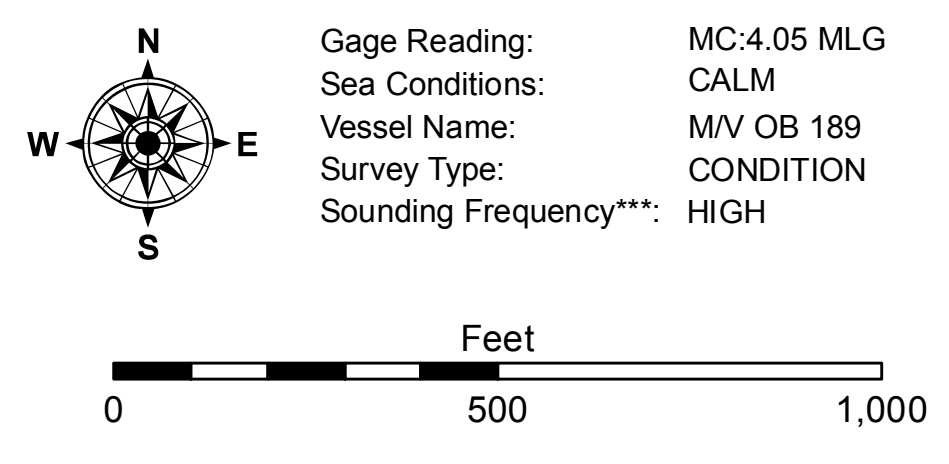 N
W E
S
Gage Reading: MC:4.05 MLG
Sea Conditions: CALM
Vessel Name: M/V OB 189
Survey Type: CONDITION
Sounding Frequency***: HIGH
Feet
0 500 1,000